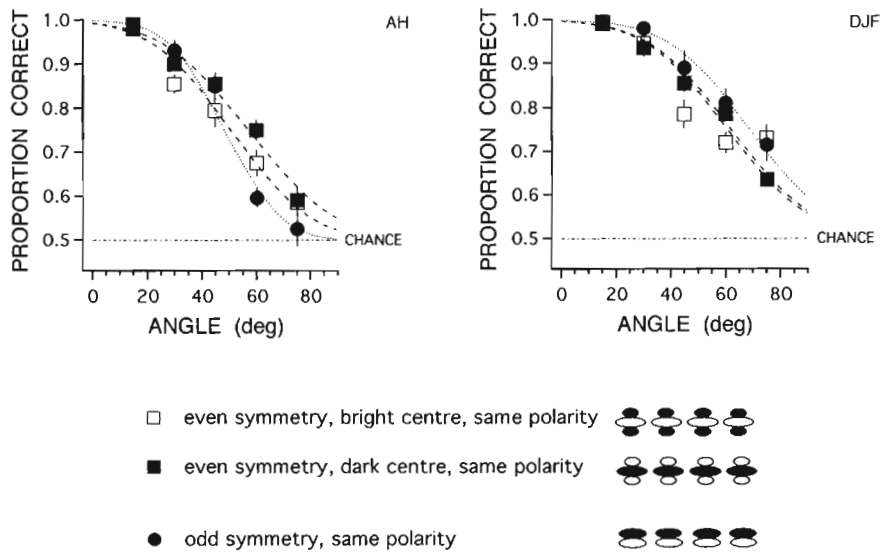 AH
PROPORTION CORRECT
1.0
0.9
0.8
0.7
0.6
0.5
CHANCE
0 20 40 60 80
ANGLE (deg)
DJF
PROPORTION CORRECT
1.0
0.9
0.8
0.7
0.6
0.5
CHANCE
0 20 40 60 80
ANGLE (deg)
even symmetry, bright centre, same polarity
even symmetry, dark centre, same polarity
odd symmetry, same polarity